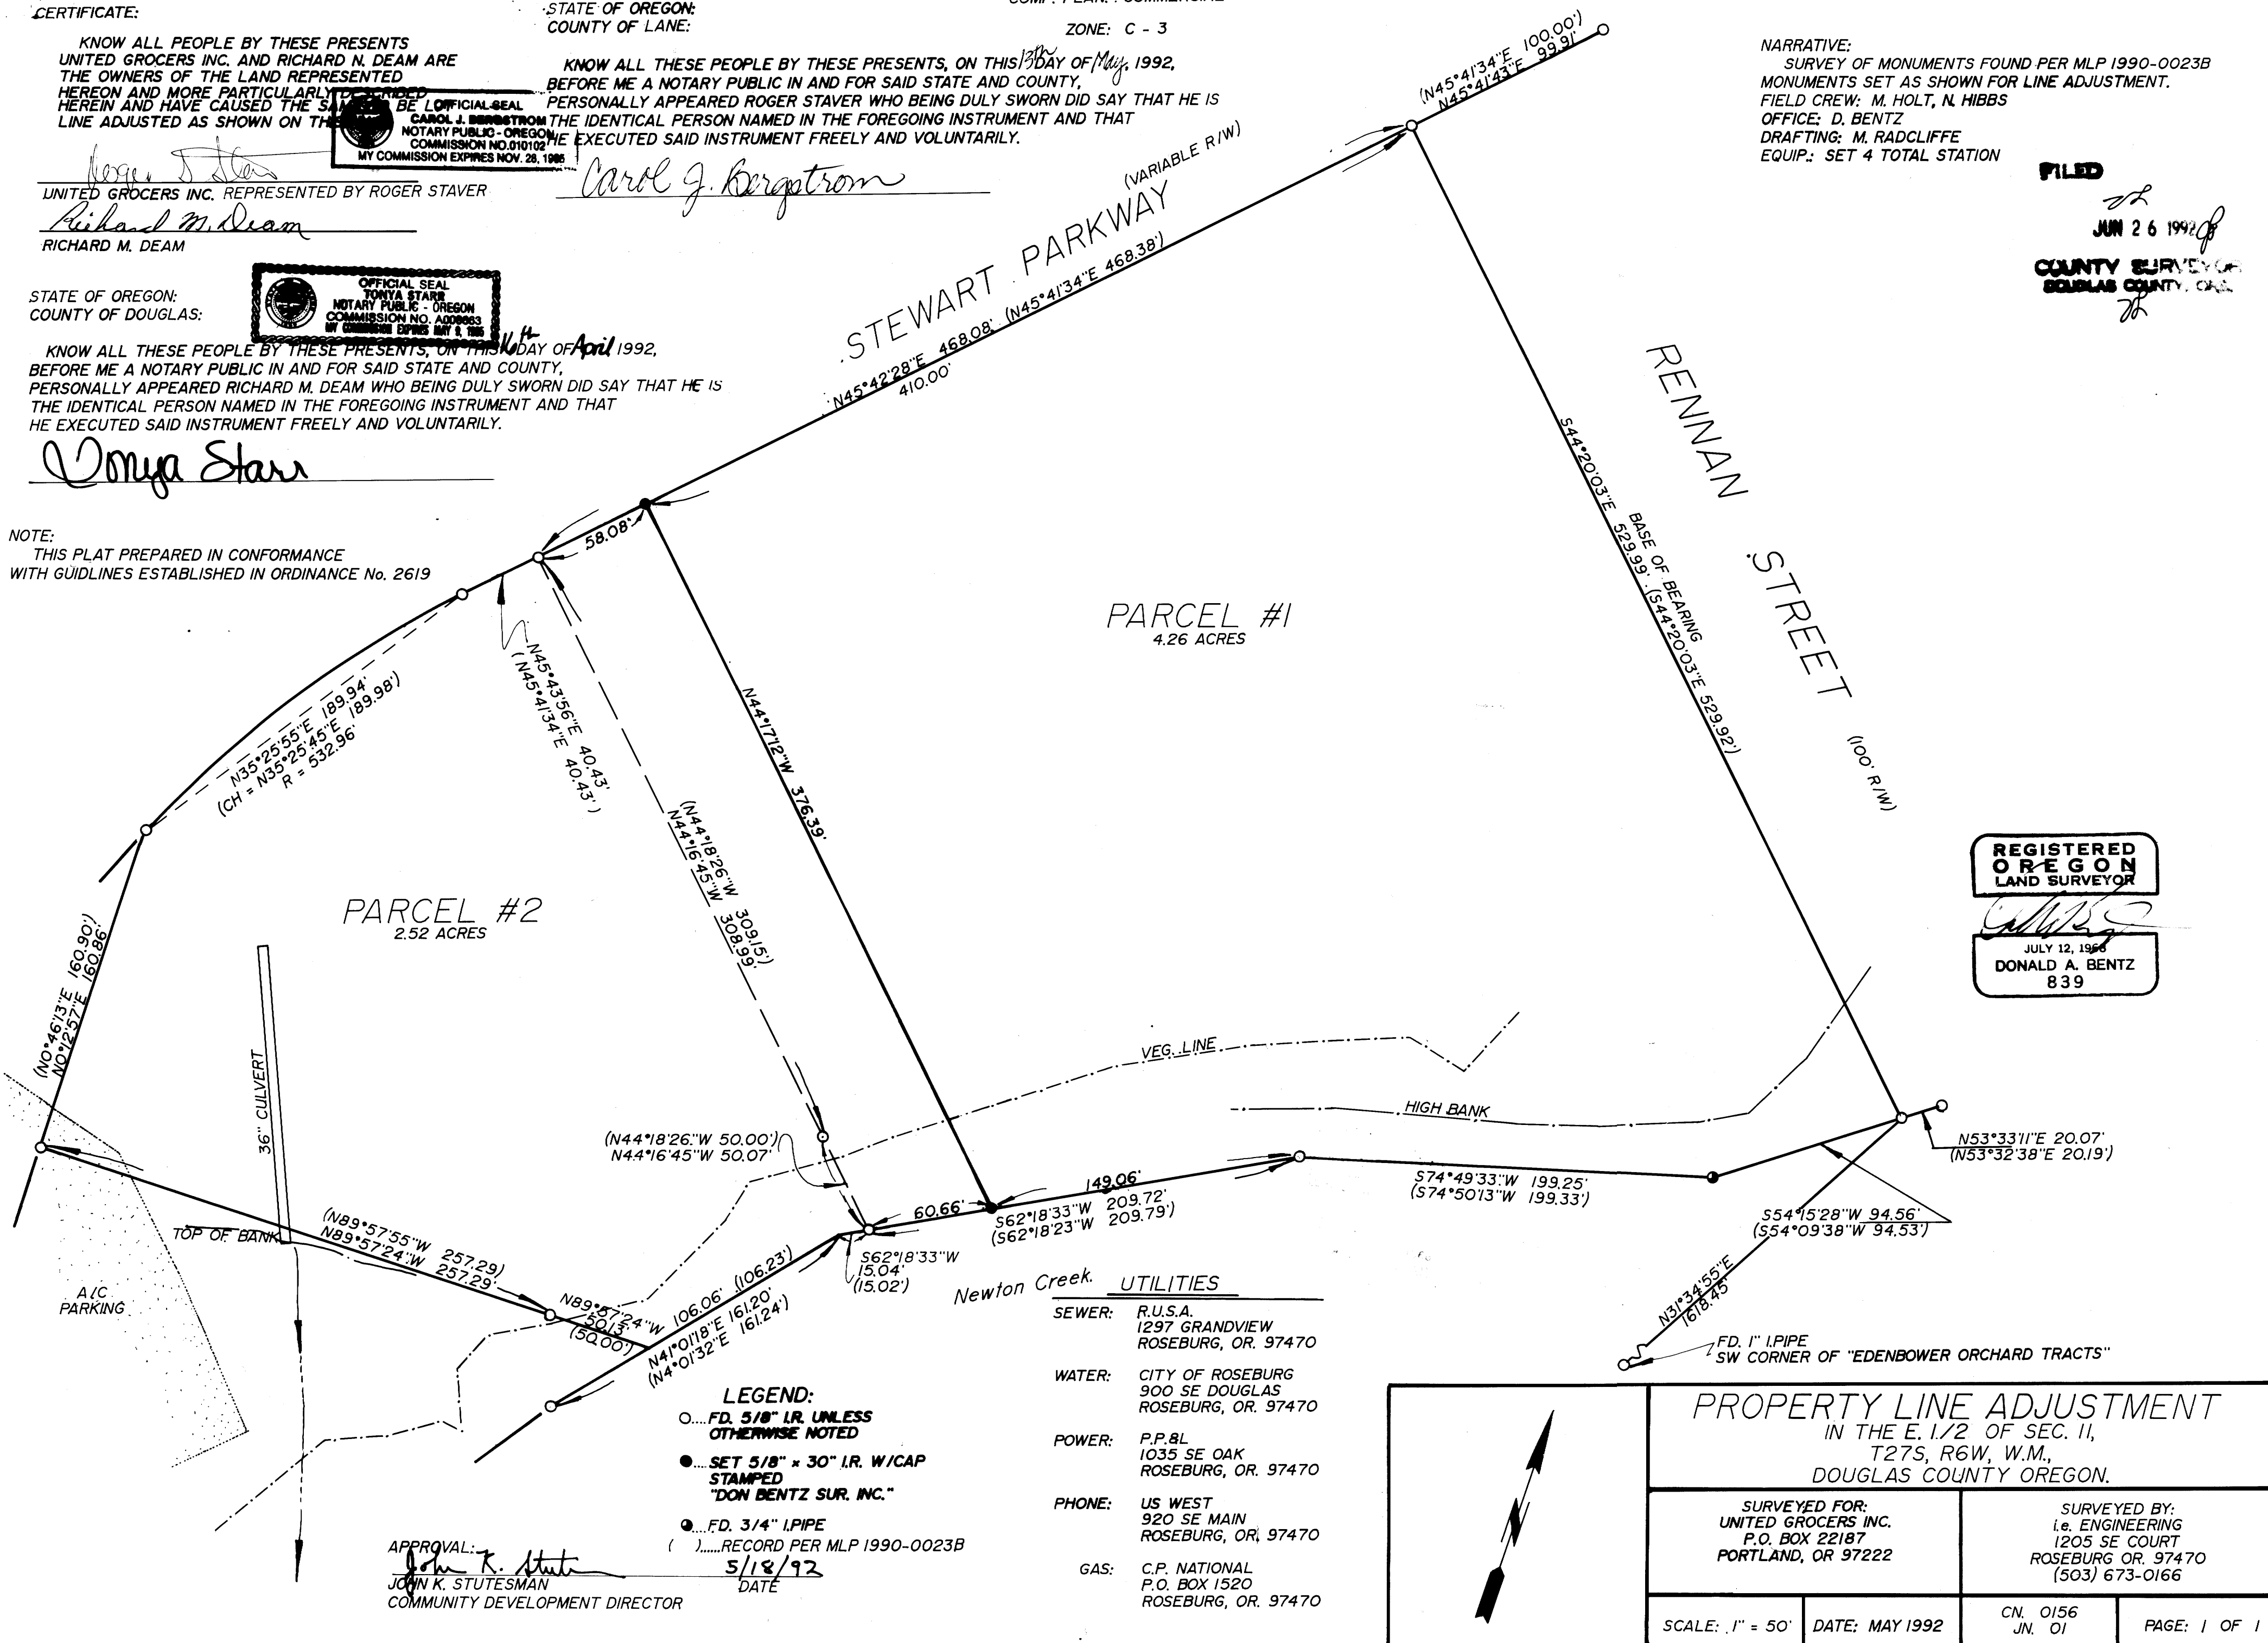 CERTIFICATE:
KNOW ALL PEOPLE BY THESE PRESENTS
UNITED GROCERS INC. AND RICHARD N. DEAM ARE
THE OWNERS OF THE LAND REPRESENTED
HEREON AND MORE PARTICULARLY DESCRIBED
HEREIN AND HAVE CAUSED THE BE
LINE ADJUSTED AS SHOWN ON
OFFICIAL SEAL
CAROL J. BERGSTROM
NOTARY PUBLIC - OREGON
COMMISSION NO.010102
MY COMMISSION EXPIRES NOV. 28, 1995
UNITED GROCERS INC. REPRESENTED BY ROGER STAVER
Richard M. Deam
RICHARD M. DEAM
STATE OF OREGON:
COUNTY OF LANE:
KNOW ALL THESE PEOPLE BY THESE PRESENTS, ON THIS 13th DAY OF May, 1992,
BEFORE ME A NOTARY PUBLIC IN AND FOR SAID STATE AND COUNTY,
PERSONALLY APPEARED ROGER STAVER WHO BEING DULY SWORN DID SAY THAT HE IS
THE IDENTICAL PERSON NAMED IN THE FOREGOING INSTRUMENT AND THAT
HE EXECUTED SAID INSTRUMENT FREELY AND VOLUNTARILY.
Carol J. Bergstrom
COMP. PLAN. : COMMERCIAL
ZONE: C - 3
STATE OF OREGON:
COUNTY OF DOUGLAS:
OFFICIAL SEAL
TONYA STARR
NOTARY PUBLIC - OREGON
COMMISSION NO.
MY COMMISSION EXPIRES MAY 9, 1995
KNOW ALL THESE PEOPLE BY THESE PRESENTS, ON THIS 16th DAY OF April 1992,
BEFORE ME A NOTARY PUBLIC IN AND FOR SAID STATE AND COUNTY,
PERSONALLY APPEARED RICHARD M. DEAM WHO BEING DULY SWORN DID SAY THAT HE IS
THE IDENTICAL PERSON NAMED IN THE FOREGOING INSTRUMENT AND THAT
HE EXECUTED SAID INSTRUMENT FREELY AND VOLUNTARILY.
Tonya Starr
NOTE:
THIS PLAT PREPARED IN CONFORMANCE
WITH GUIDLINES ESTABLISHED IN ORDINANCE No. 2619
NARRATIVE:
SURVEY OF MONUMENTS FOUND PER MLP 1990-0023B
MONUMENTS SET AS SHOWN FOR LINE ADJUSTMENT.
FIELD CREW: M. HOLT, N. HIBBS
OFFICE: D. BENTZ
DRAFTING: M. RADCLIFFE
EQUIP.: SET 4 TOTAL STATION
FILED
JUN 26 1992
COUNTY SURVEYOR
DOUGLAS COUNTY, ORE.
(N45°41'34"E 100.00')
N45°41'43"E 99.91'
(VARIABLE R/W)
STEWART PARKWAY
N45°42'28"E 468.08' (N45°41'34"E 468.38')
410.00'
58.08'
RENNAN STREET
(100' R/W)
BASE OF BEARING
S44°20'03"E 529.99' (S44°20'03"E 529.92')
PARCEL #1
4.26 ACRES
N45°43'56"E 40.43'
(N45°41'34"E 40.43')
N44°17'12"W 376.39'
N35°25'55"E 189.94'
(CH = N35°25'45"E 189.98')
R = 532.96'
(N44°18'26"W 309.15')
N44°16'45"W 308.99'
PARCEL #2
2.52 ACRES
(N0°46'13"E 160.90')
N0°12'57"E 160.86'
36" CULVERT
REGISTERED
OREGON
LAND SURVEYOR
JULY 12, 1968
DONALD A. BENTZ
839
VEG. LINE
HIGH BANK
(N44°18'26"W 50.00')
N44°16'45"W 50.07'
60.66'
149.06'
S62°18'33"W 209.72'
(S62°18'23"W 209.79')
S74°49'33"W 199.25'
(S74°50'13"W 199.33')
N53°33'11"E 20.07'
(N53°32'38"E 20.19')
S54°15'28"W 94.56'
(S54°09'38"W 94.53')
TOP OF BANK
(N89°57'55"W 257.29)
N89°57'24"W 257.29'
A/C
PARKING
N89°57'24"W
50.13'
(50.00')
106.06' (106.23')
N41°01'18"E 161.20'
(N4°01'32"E 161.24')
S62°18'33"W
15.04'
(15.02')
Newton Creek
N31°34'55"E
1618.45'
FD. 1" I.PIPE
SW CORNER OF "EDENBOWER ORCHARD TRACTS"
UTILITIES
SEWER: R.U.S.A.
1297 GRANDVIEW
ROSEBURG, OR. 97470
WATER: CITY OF ROSEBURG
900 SE DOUGLAS
ROSEBURG, OR. 97470
POWER: P.P.&L
1035 SE OAK
ROSEBURG, OR. 97470
PHONE: US WEST
920 SE MAIN
ROSEBURG, OR. 97470
GAS: C.P. NATIONAL
P.O. BOX 1520
ROSEBURG, OR. 97470
LEGEND:
FD. 5/8" I.R. UNLESS
OTHERWISE NOTED
SET 5/8" x 30" I.R. W/CAP
STAMPED
"DON BENTZ SUR. INC."
FD. 3/4" I.PIPE
( )......RECORD PER MLP 1990-0023B
APPROVAL:
5/18/92
JOHN K. STUTESMAN DATE
COMMUNITY DEVELOPMENT DIRECTOR
N
PROPERTY LINE ADJUSTMENT
IN THE E. 1/2 OF SEC. 11,
T27S, R6W, W.M.,
DOUGLAS COUNTY OREGON.
SURVEYED FOR:
UNITED GROCERS INC.
P.O. BOX 22187
PORTLAND, OR 97222
SURVEYED BY:
i.e. ENGINEERING
1205 SE COURT
ROSEBURG OR. 97470
(503) 673-0166
SCALE: 1" = 50' DATE: MAY 1992 CN. 0156
JN. 01 PAGE: 1 OF 1